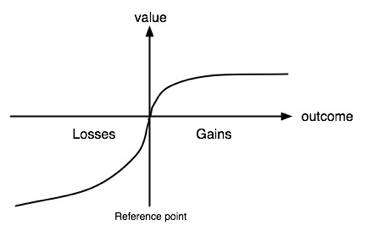 value
outcome
Losses
Gains
Reference point